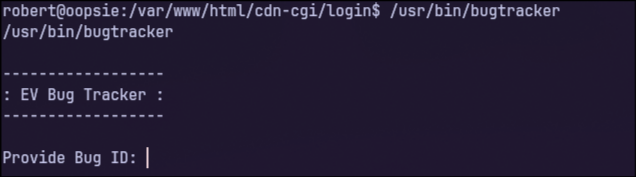 robert@oopsie:/var/www/html/cdn-cgi/login$ /usr/bin/bugtracker
/usr/bin/bugtracker
------------------
: EV Bug Tracker :
------------------
Provide Bug ID: